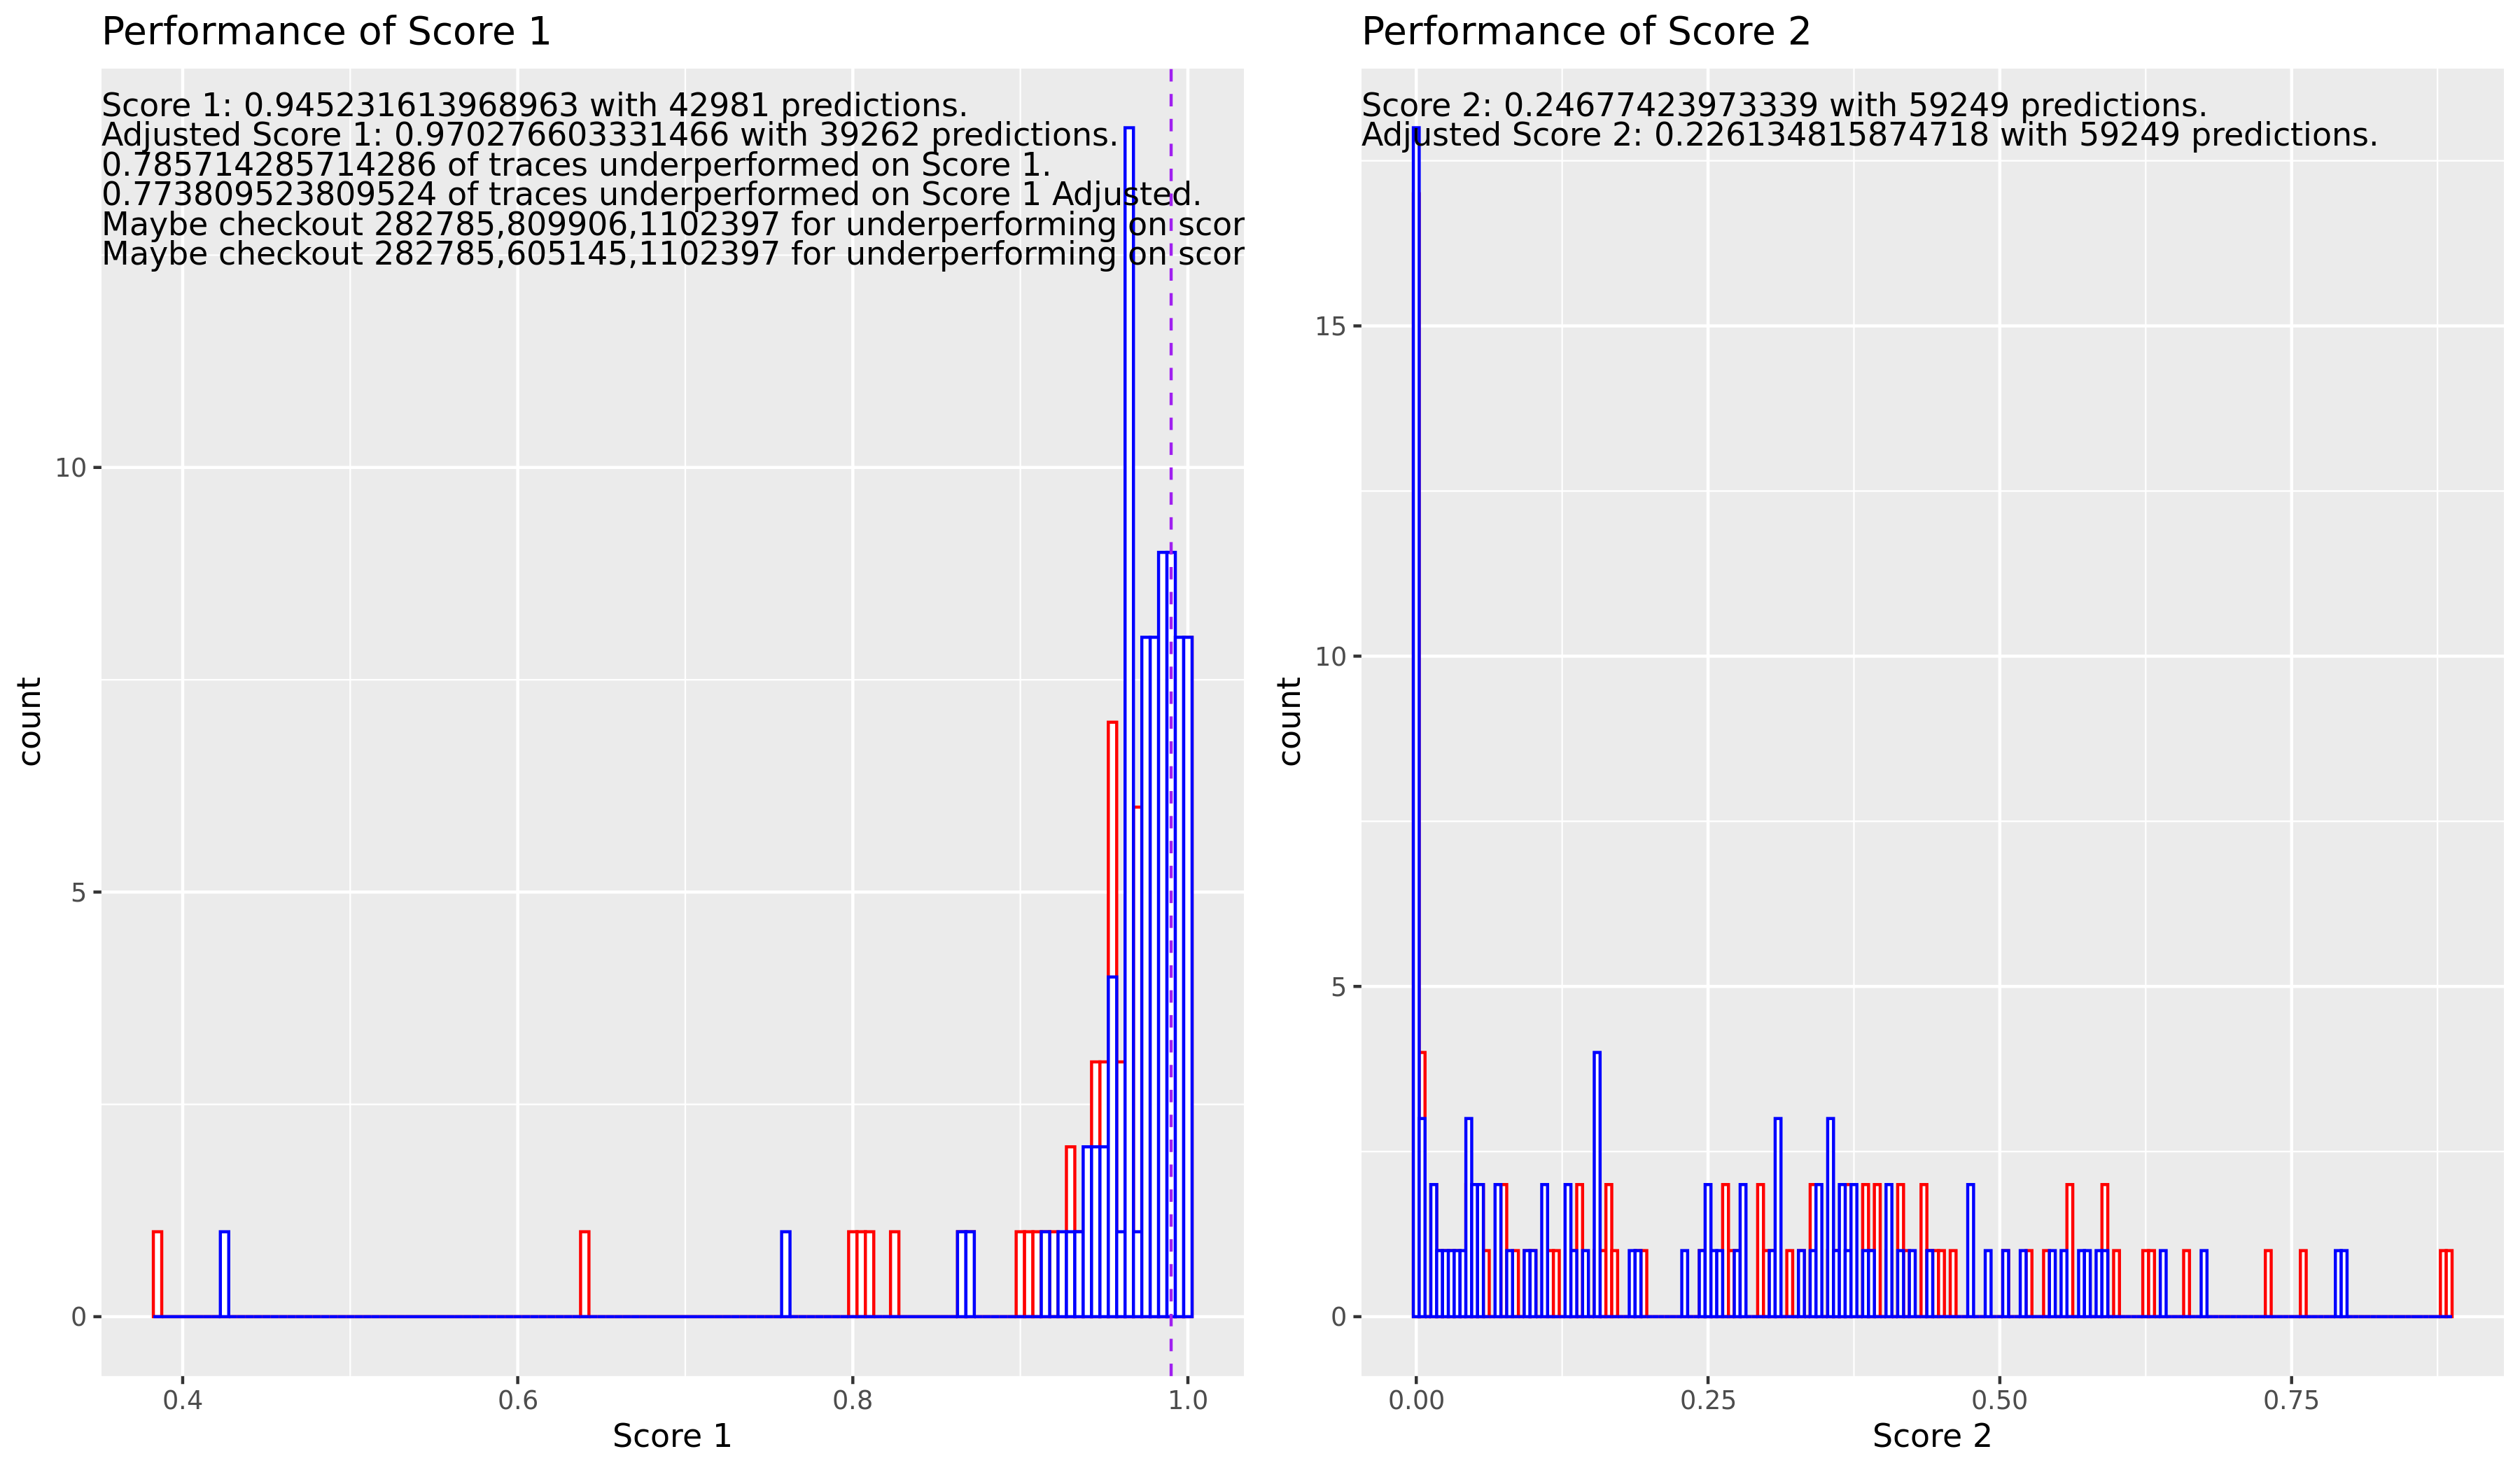 Performance of Score 1
Score 1: 0.945231613968963 with 42981 predictions.
Adjusted Score 1: 0.970276603331466 with 39262 predictions.
0.785714285714286 of traces underperformed on Score 1.
0.773809523809524 of traces underperformed on Score 1 Adjusted.
Maybe checkout 282785,809906,1102397 for underperforming on scor
Maybe checkout 282785,605145,1102397 for underperforming on scor
10
5
0
count
0.4 0.6 0.8 1.0
Score 1
Performance of Score 2
Score 2: 0.24677423973339 with 59249 predictions.
Adjusted Score 2: 0.226134815874718 with 59249 predictions.
15
10
5
0
count
0.00 0.25 0.50 0.75
Score 2